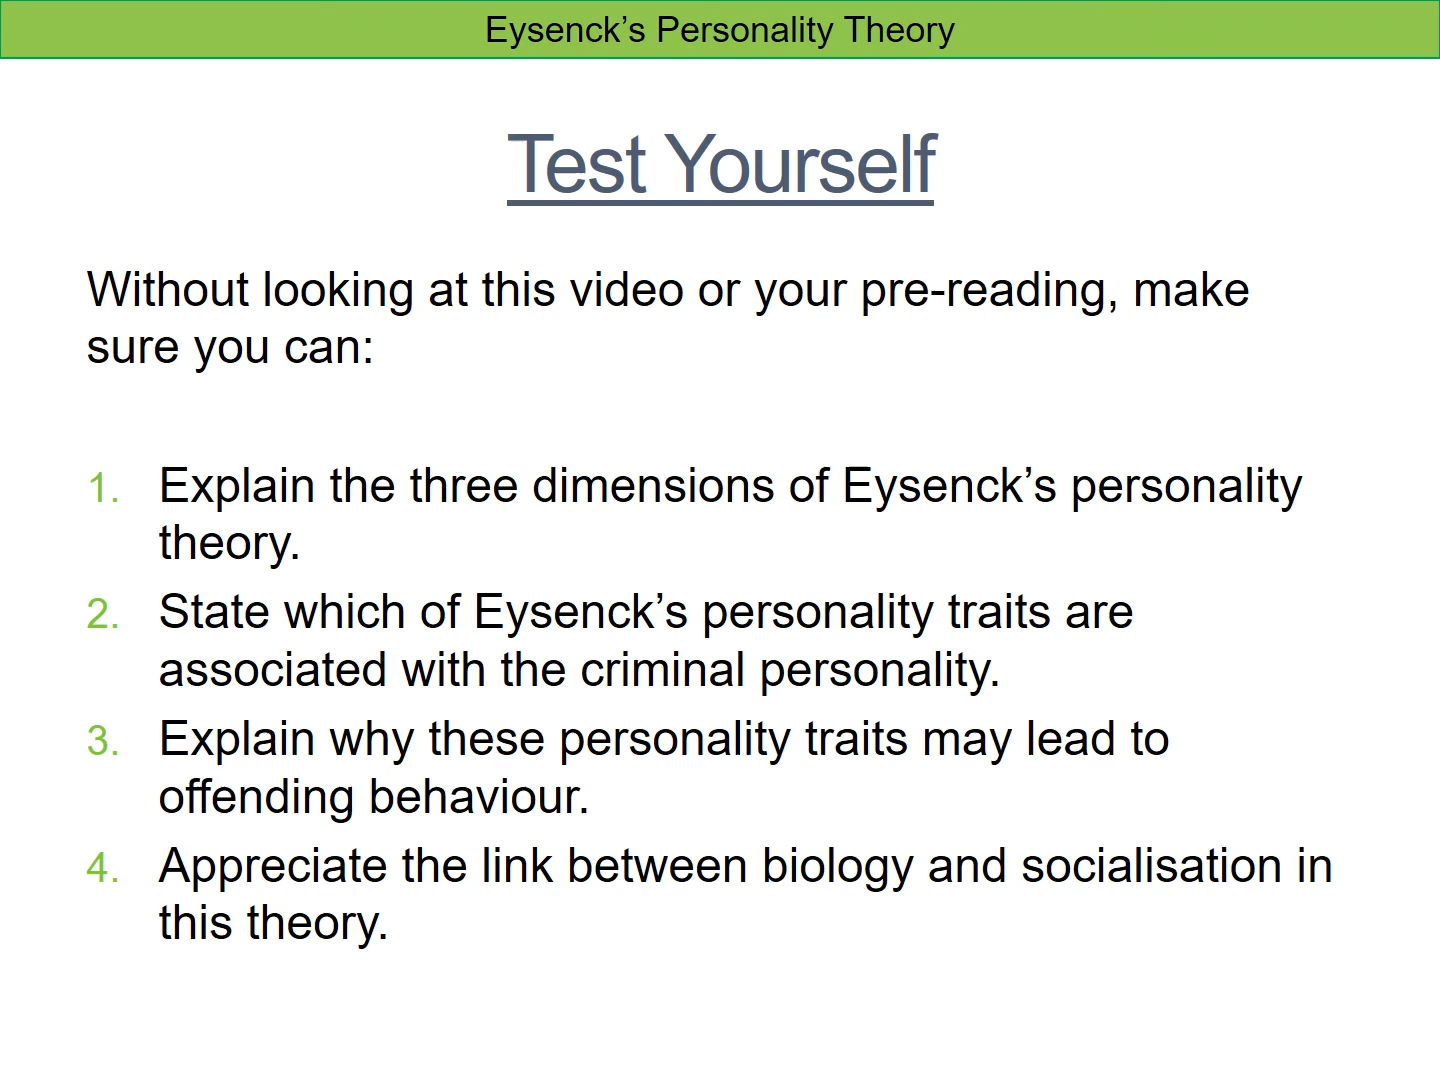 Eysenck’s Personality Theory
Test Yourself
Without looking at this video or your pre-reading, make
sure you can:
1. Explain the three dimensions of Eysenck’s personality
theory.
2. State which of Eysenck’s personality traits are
associated with the criminal personality.
3. Explain why these personality traits may lead to
offending behaviour.
4. Appreciate the link between biology and socialisation in
this theory.